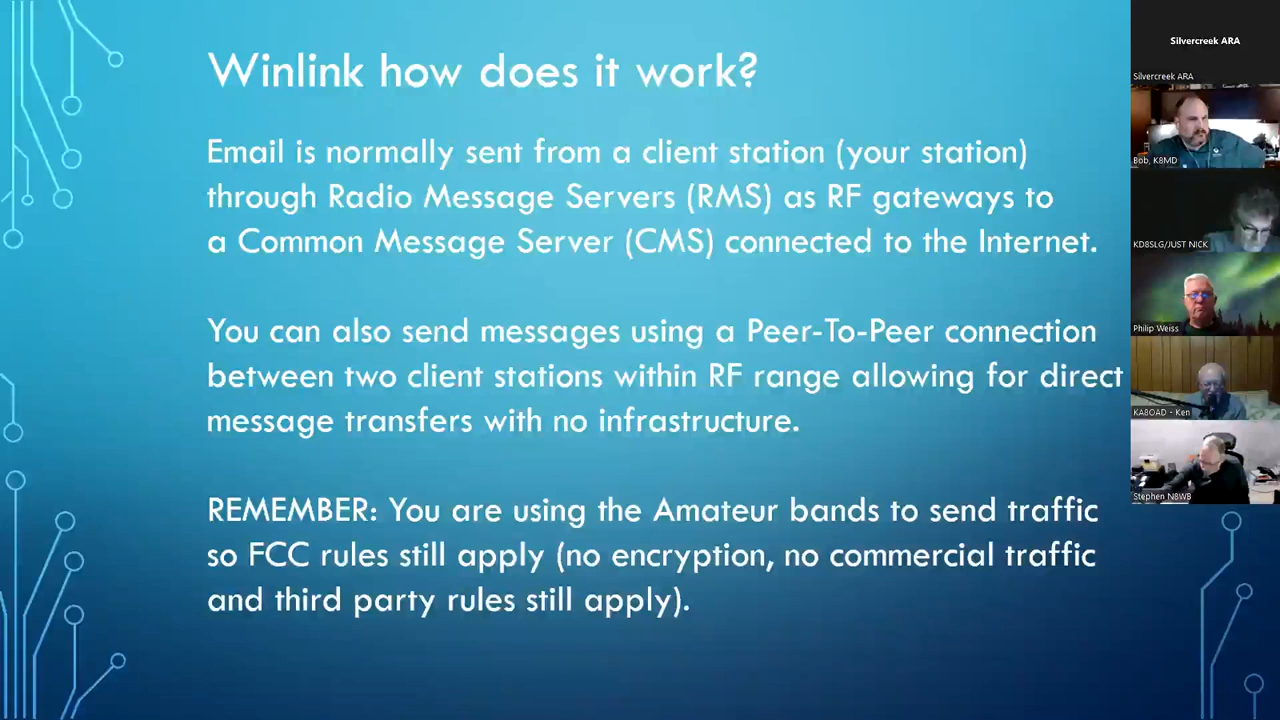 Winlink how does it work?
Email is normally sent from a client station (your station)
through Radio Message Servers (RMS) as RF gateways to
a Common Message Server (CMS) connected to the Internet.
You can also send messages using a Peer-To-Peer connection
between two client stations within RF range allowing for direct
message transfers with no infrastructure.
REMEMBER: You are using the Amateur bands to send traffic
so FCC rules still apply (no encryption, no commercial traffic
and third party rules still apply).
Silvercreek ARA
Silvercreek ARA
Bob, K8MD
KD8SLG/JUST NICK
Philip Weiss
KA8OAD - Ken
Stephen N8WB